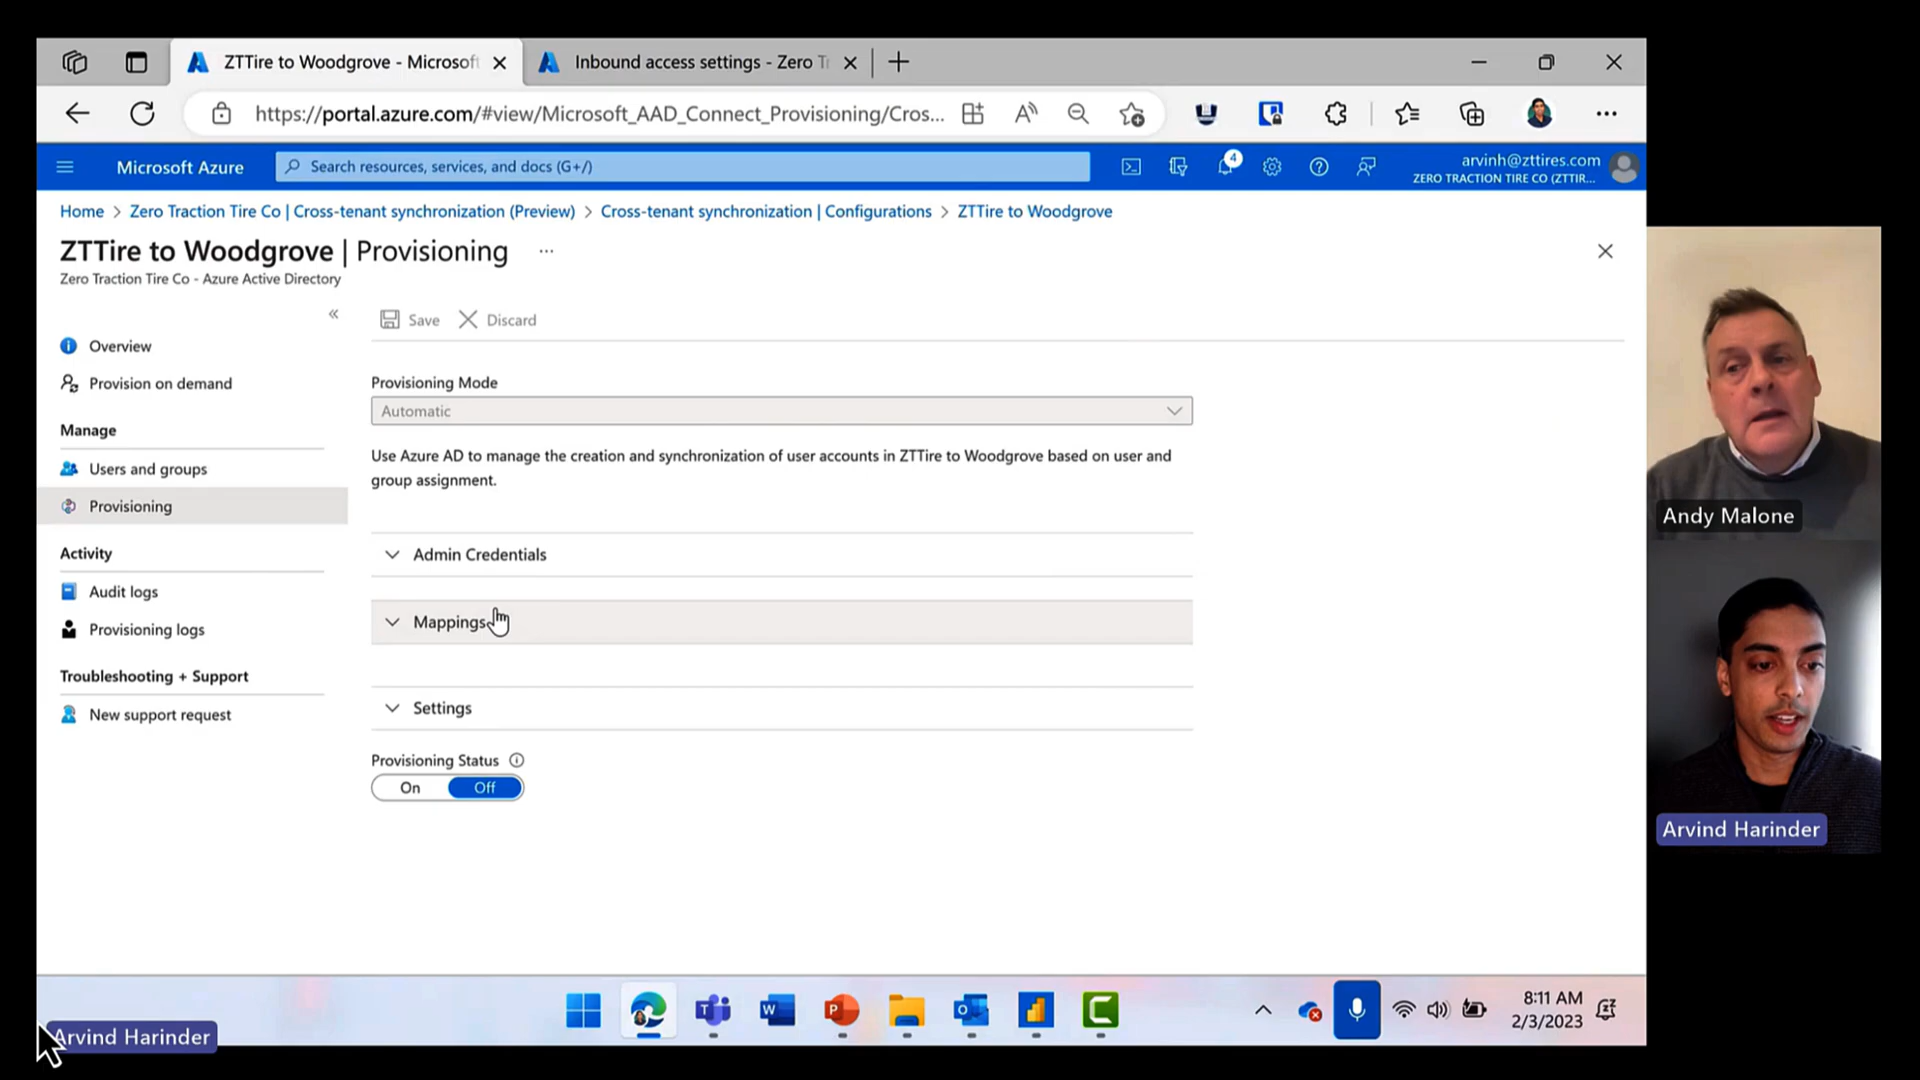 ZTTire to Woodgrove - Microsof
Inbound access settings - Zero T
https://portal.azure.com/#view/Microsoft_AAD_Connect_Provisioning/Cros...
Microsoft Azure
Search resources, services, and docs (G+/)
4
arvinh@zttires.com
ZERO TRACTION TIRE CO (ZTTIR...
Home > Zero Traction Tire Co | Cross-tenant synchronization (Preview) > Cross-tenant synchronization | Configurations > ZTTire to Woodgrove
ZTTire to Woodgrove | Provisioning ...
Zero Traction Tire Co - Azure Active Directory
Save
Discard
Overview
Provision on demand
Manage
Users and groups
Provisioning
Activity
Audit logs
Provisioning logs
Troubleshooting + Support
New support request
Provisioning Mode
Automatic
Use Azure AD to manage the creation and synchronization of user accounts in ZTTire to Woodgrove based on user and
group assignment.
Admin Credentials
Mappings
Settings
Provisioning Status
On
Off
Andy Malone
Arvind Harinder
8:11 AM
2/3/2023
Arvind Harinder